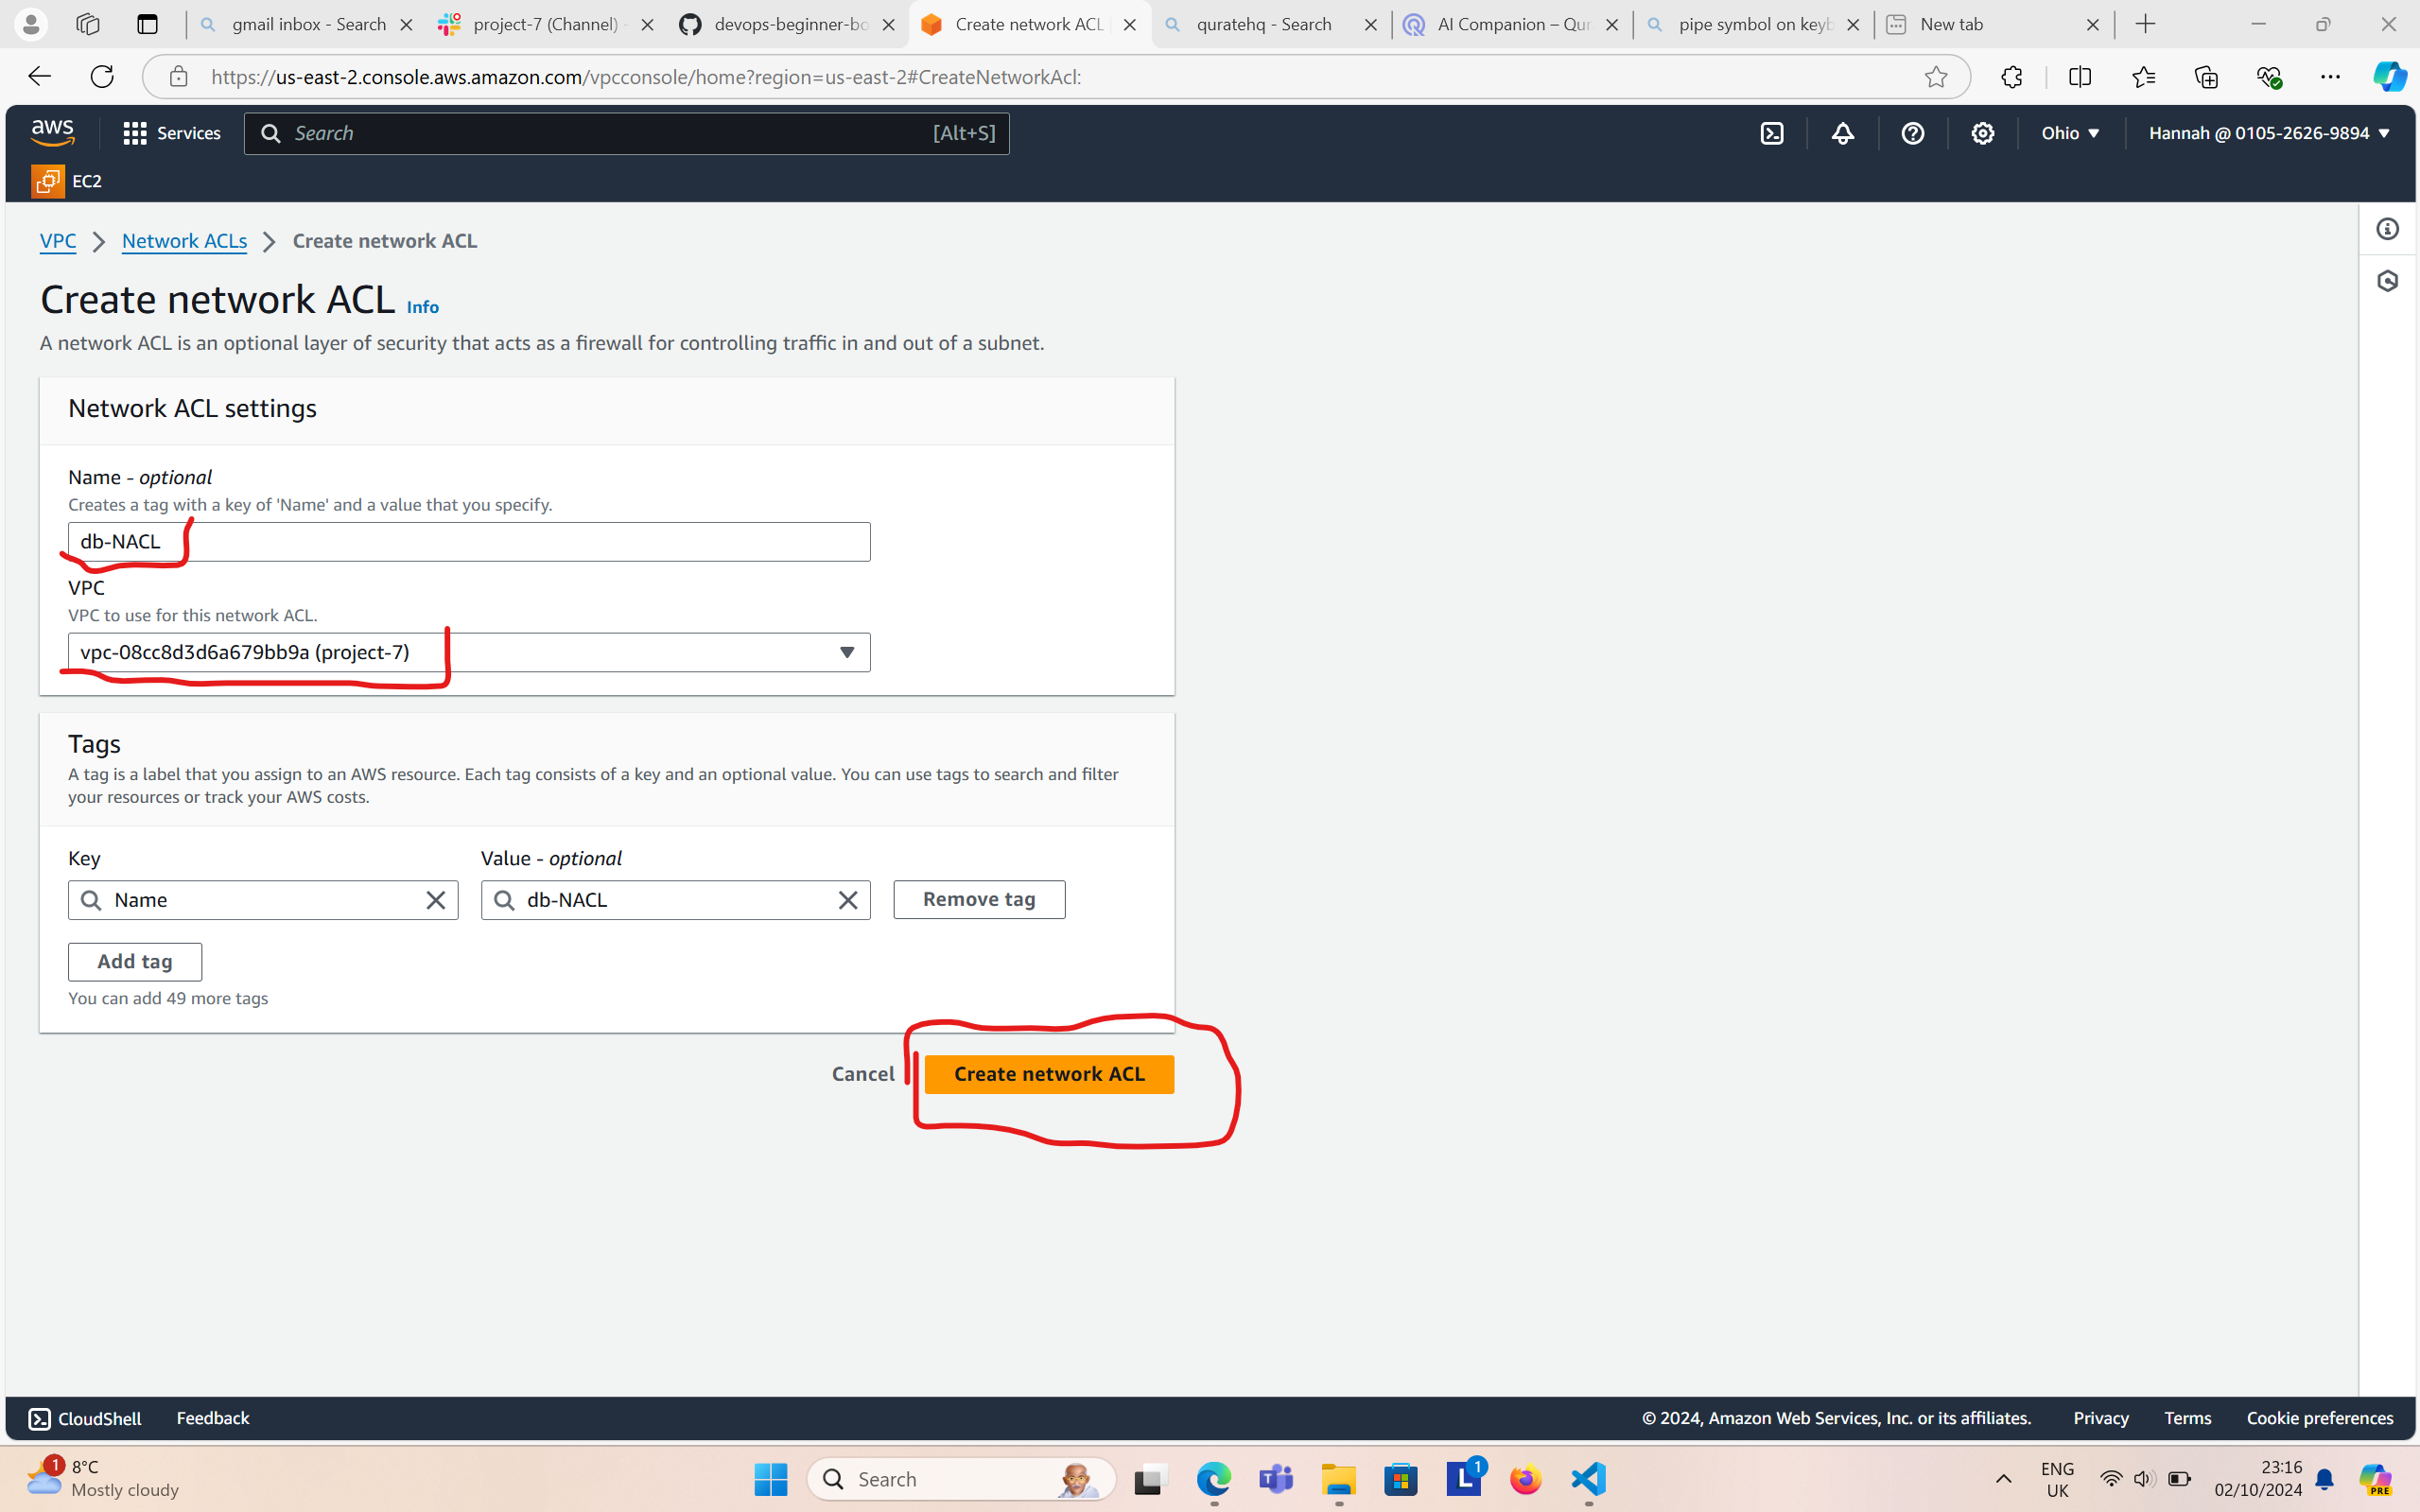 gmail inbox - Search
project-7 (Channel) -
devops-beginner-bo
Create network ACL
quratehq - Search
AI Companion – Qur
pipe symbol on keyb
New tab
https://us-east-2.console.aws.amazon.com/vpcconsole/home?region=us-east-2#CreateNetworkAcl:
aws
Services
Search
[Alt+S]
Ohio
Hannah @ 0105-2626-9894
EC2
VPC
Network ACLs
Create network ACL
Create network ACL Info
A network ACL is an optional layer of security that acts as a firewall for controlling traffic in and out of a subnet.
Network ACL settings
Name - optional
Creates a tag with a key of 'Name' and a value that you specify.
db-NACL
VPC
VPC to use for this network ACL.
vpc-08cc8d3d6a679bb9a (project-7)
Tags
A tag is a label that you assign to an AWS resource. Each tag consists of a key and an optional value. You can use tags to search and filter
your resources or track your AWS costs.
Key
Value - optional
Name
db-NACL
Remove tag
Add tag
You can add 49 more tags
Cancel
Create network ACL
CloudShell
Feedback
© 2024, Amazon Web Services, Inc. or its affiliates.
Privacy
Terms
Cookie preferences
1
8°C
Mostly cloudy
Search
L
1
ENG
UK
23:16
02/10/2024
PRE